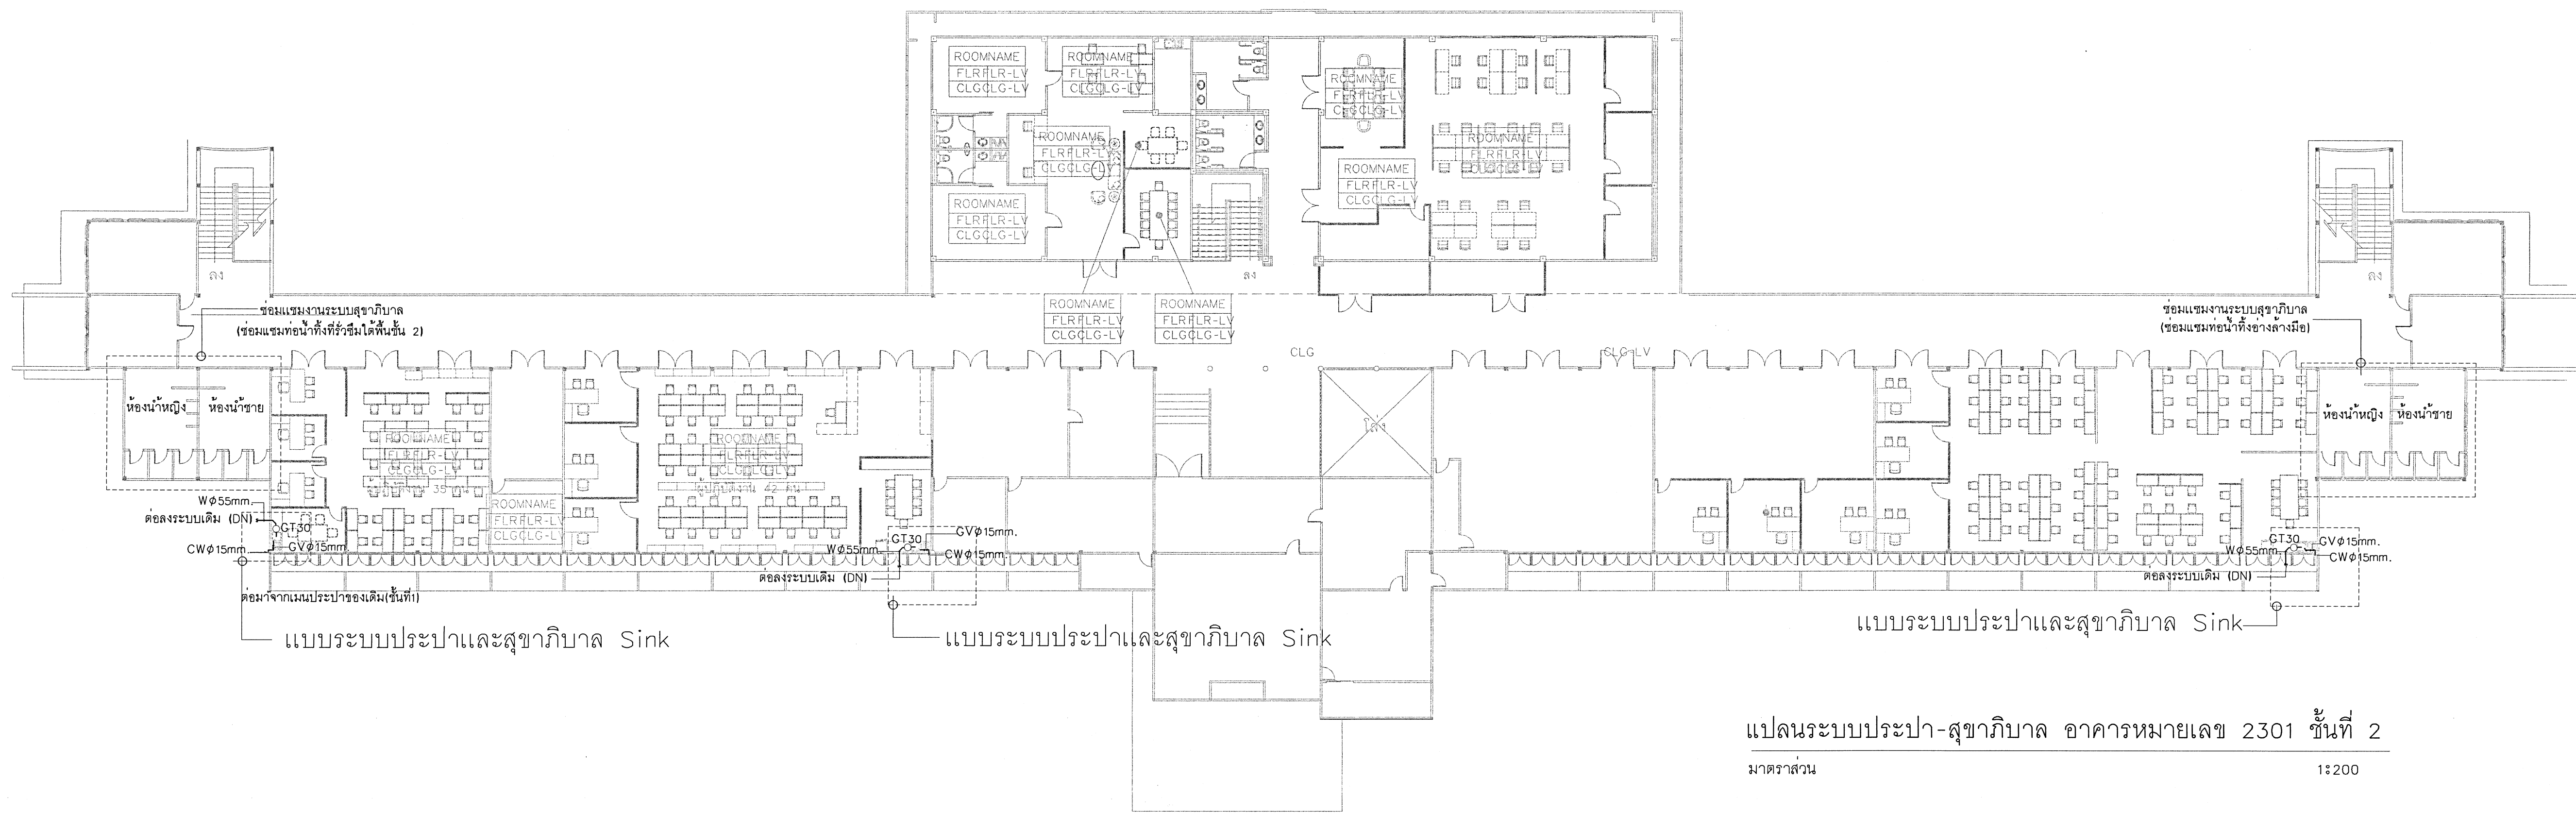 ROOMNAME
FLRFLR-LV
CLGCLG-LV
ROOMNAME
FLRFLR-LV
CLGCLG-LV
ROOMNAME
FLRFLR-LV
CLGCLG-LV
ROOMNAME
FLRFLR-LV
CLGCLG-LV
ROOMNAME
FLRFLR-LV
CLGCLG-LV
ROOMNAME
FLRFLR-LV
CLGCLG-LV
ROOMNAME
FLRFLR-LV
CLGCLG-LV
ลง
ลง
ลง
ROOMNAME
FLRFLR-LV
CLGCLG-LV
ROOMNAME
FLRFLR-LV
CLGCLG-LV
ซ่อมแซมงานระบบสุขาภิบาล
(ซ่อมแซมท่อน้ำทิ้งที่รั่วซึมใต้พื้นชั้น 2)
ซ่อมแซมงานระบบสุขาภิบาล
(ซ่อมแซมท่อน้ำทิ้งอ่างล้างมือ)
CLG
CLG-LV
ห้องน้ำหญิง
ห้องน้ำชาย
ROOMNAME
FLRFLR-LV
CLGCLG-LV
35 คน
ROOMNAME
FLRFLR-LV
CLGCLG-LV
ROOMNAME
FLRFLR-LV
CLGCLG-LV
42 คน
โล่ง
ห้องน้ำหญิง
ห้องน้ำชาย
Wφ55mm.
ต่อลงระบบเดิม (DN)
GT30
CWφ15mm.
GVφ15mm.
ต่อมาจากเมนประปาของเดิม(ชั้นที่1)
แบบระบบประปาและสุขาภิบาล Sink
GT30
GVφ15mm.
Wφ55mm.
CWφ15mm.
ต่อลงระบบเดิม (DN)
แบบระบบประปาและสุขาภิบาล Sink
GT30
GVφ15mm.
Wφ55mm.
CWφ15mm.
ต่อลงระบบเดิม (DN)
แบบระบบประปาและสุขาภิบาล Sink
แปลนระบบประปา-สุขาภิบาล อาคารหมายเลข 2301 ชั้นที่ 2
มาตราส่วน 1:200